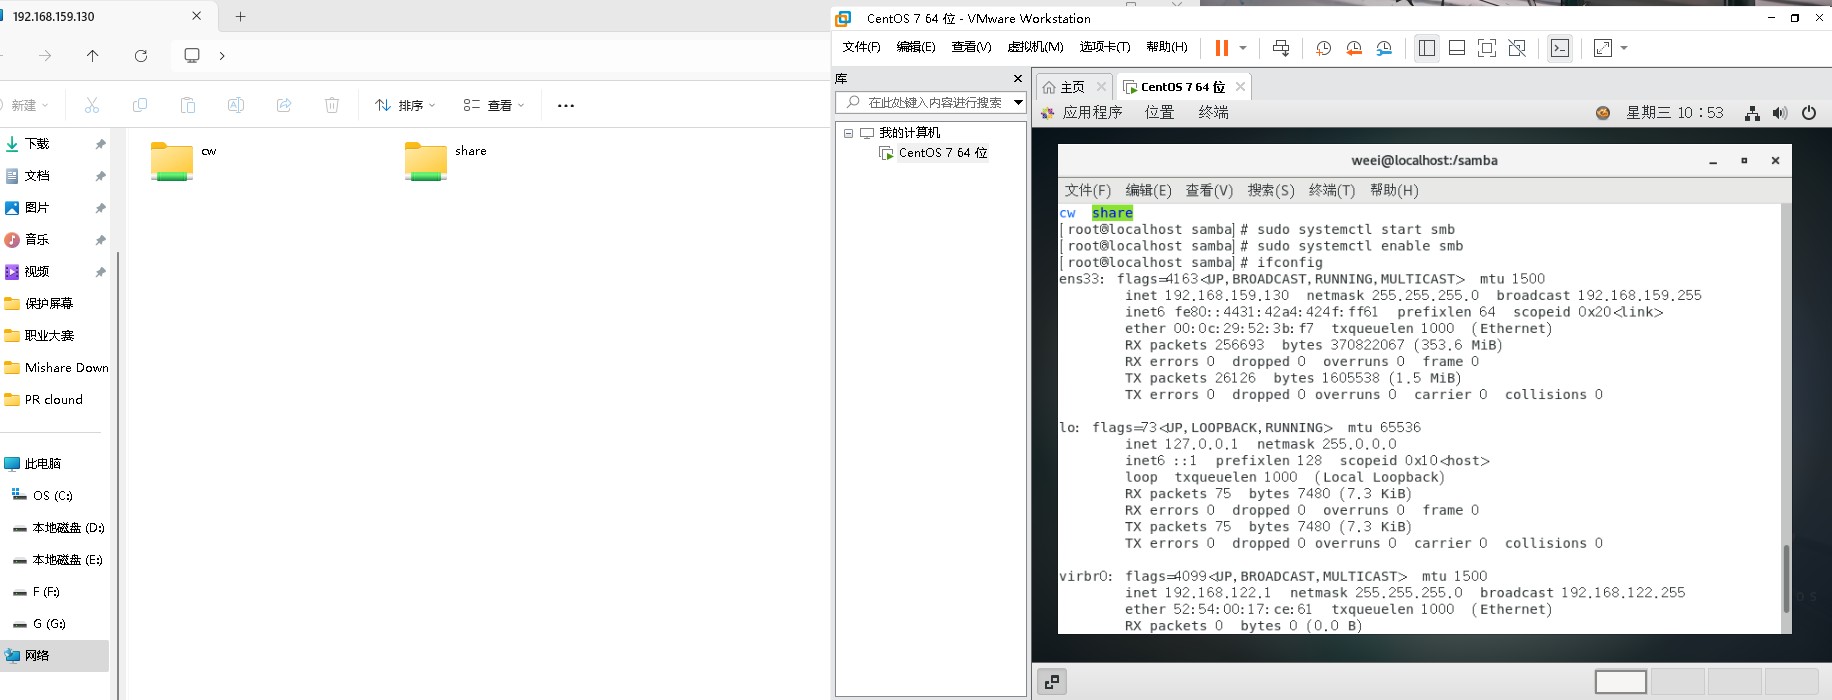 192.168.159.130
新建
排序
查看
下载
文档
图片
音乐
视频
保护屏幕
职业大赛
Mishare Down
PR clound
此电脑
OS (C:)
本地磁盘 (D:)
本地磁盘 (E:)
F (F:)
G (G:)
网络
cw
share
CentOS 7 64 位 - VMware Workstation
文件(F) 编辑(E) 查看(V) 虚拟机(M) 选项卡(T) 帮助(H)
库
在此处键入内容进行搜索
我的计算机
CentOS 7 64 位
主页
CentOS 7 64 位
应用程序 位置 终端
星期三 10：53
weei@localhost:/samba
文件(F) 编辑(E) 查看(V) 搜索(S) 终端(T) 帮助(H)
cw share
[root@localhost samba]# sudo systemctl start smb
[root@localhost samba]# sudo systemctl enable smb
[root@localhost samba]# ifconfig
ens33: flags=4163<UP,BROADCAST,RUNNING,MULTICAST> mtu 1500
inet 192.168.159.130 netmask 255.255.255.0 broadcast 192.168.159.255
inet6 fe80::4431:42a4:424f:ff61 prefixlen 64 scopeid 0x20<link>
ether 00:0c:29:52:3b:f7 txqueuelen 1000 (Ethernet)
RX packets 256693 bytes 370822067 (353.6 MiB)
RX errors 0 dropped 0 overruns 0 frame 0
TX packets 26126 bytes 1605538 (1.5 MiB)
TX errors 0 dropped 0 overruns 0 carrier 0 collisions 0
lo: flags=73<UP,LOOPBACK,RUNNING> mtu 65536
inet 127.0.0.1 netmask 255.0.0.0
inet6 ::1 prefixlen 128 scopeid 0x10<host>
loop txqueuelen 1000 (Local Loopback)
RX packets 75 bytes 7480 (7.3 KiB)
RX errors 0 dropped 0 overruns 0 frame 0
TX packets 75 bytes 7480 (7.3 KiB)
TX errors 0 dropped 0 overruns 0 carrier 0 collisions 0
virbr0: flags=4099<UP,BROADCAST,MULTICAST> mtu 1500
inet 192.168.122.1 netmask 255.255.255.0 broadcast 192.168.122.255
ether 52:54:00:17:ce:61 txqueuelen 1000 (Ethernet)
RX packets 0 bytes 0 (0.0 B)